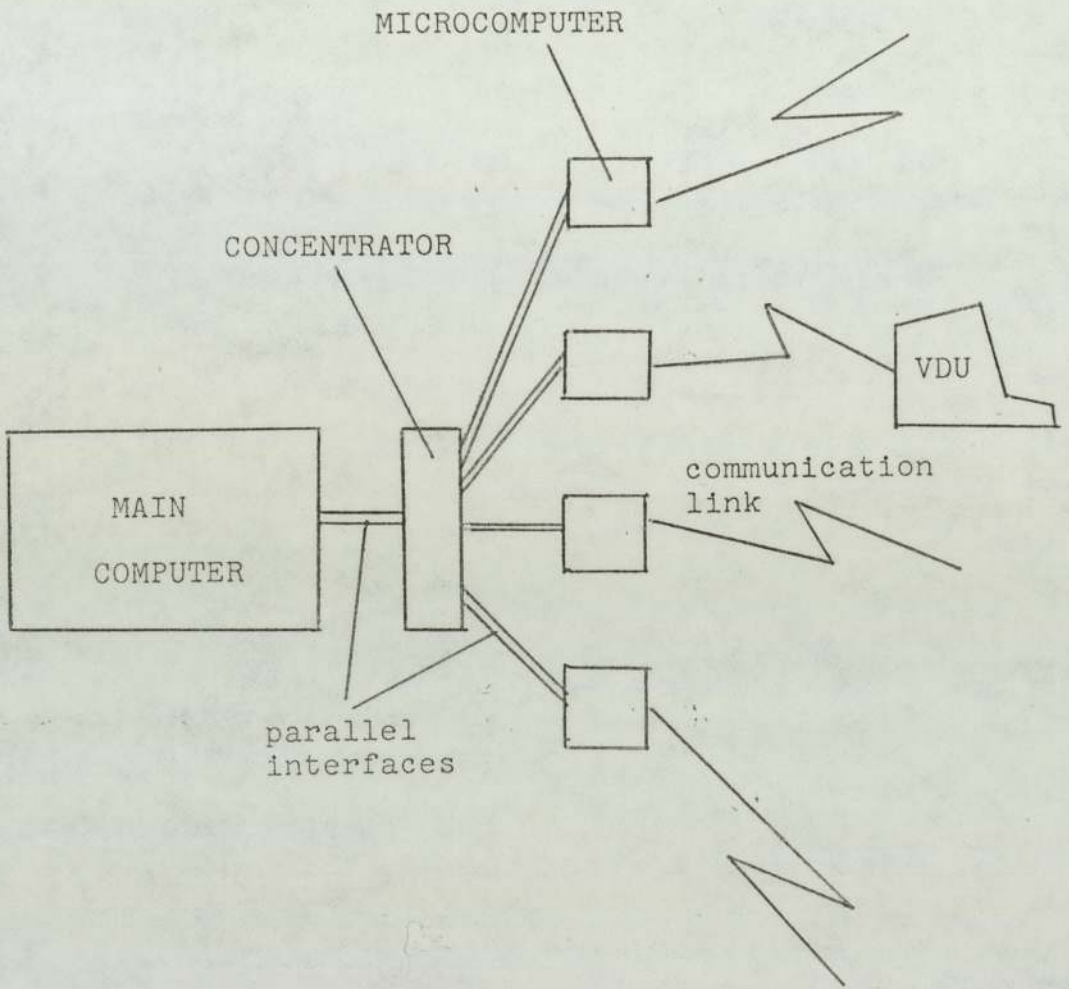 MICROCOMPUTER
CONCENTRATOR
VDU
MAIN
COMPUTER
communication
link
parallel
interfaces